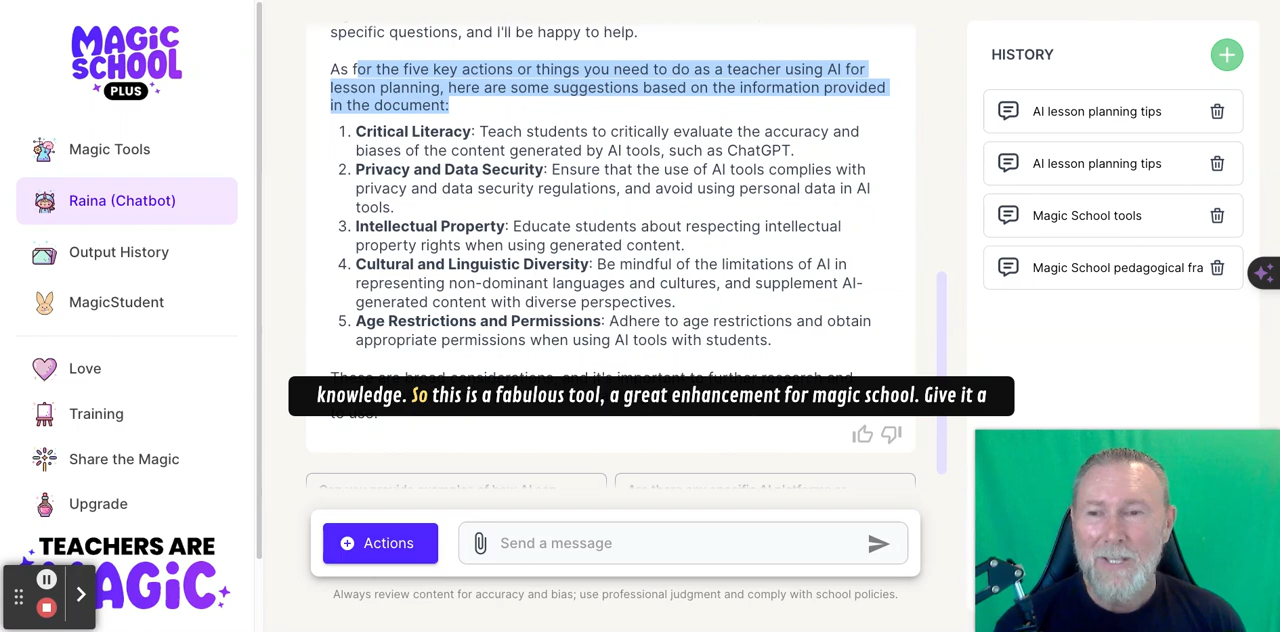 MAGiC
SCHOOL
PLUS
Magic Tools
Raina (Chatbot)
Output History
MagicStudent
Love
Training
Share the Magic
Upgrade
TEACHERS ARE
MAGiC
specific questions, and I'll be happy to help.
As for the five key actions or things you need to do as a teacher using AI for
lesson planning, here are some suggestions based on the information provided
in the document:
1. Critical Literacy: Teach students to critically evaluate the accuracy and
biases of the content generated by AI tools, such as ChatGPT.
2. Privacy and Data Security: Ensure that the use of AI tools complies with
privacy and data security regulations, and avoid using personal data in AI
tools.
3. Intellectual Property: Educate students about respecting intellectual
property rights when using generated content.
4. Cultural and Linguistic Diversity: Be mindful of the limitations of AI in
representing non-dominant languages and cultures, and supplement AI-
generated content with diverse perspectives.
5. Age Restrictions and Permissions: Adhere to age restrictions and obtain
appropriate permissions when using AI tools with students.
knowledge. So this is a fabulous tool, a great enhancement for magic school. Give it a
to use.
Actions
Send a message
Always review content for accuracy and bias; use professional judgment and comply with school policies.
HISTORY
AI lesson planning tips
AI lesson planning tips
Magic School tools
Magic School pedagogical fra